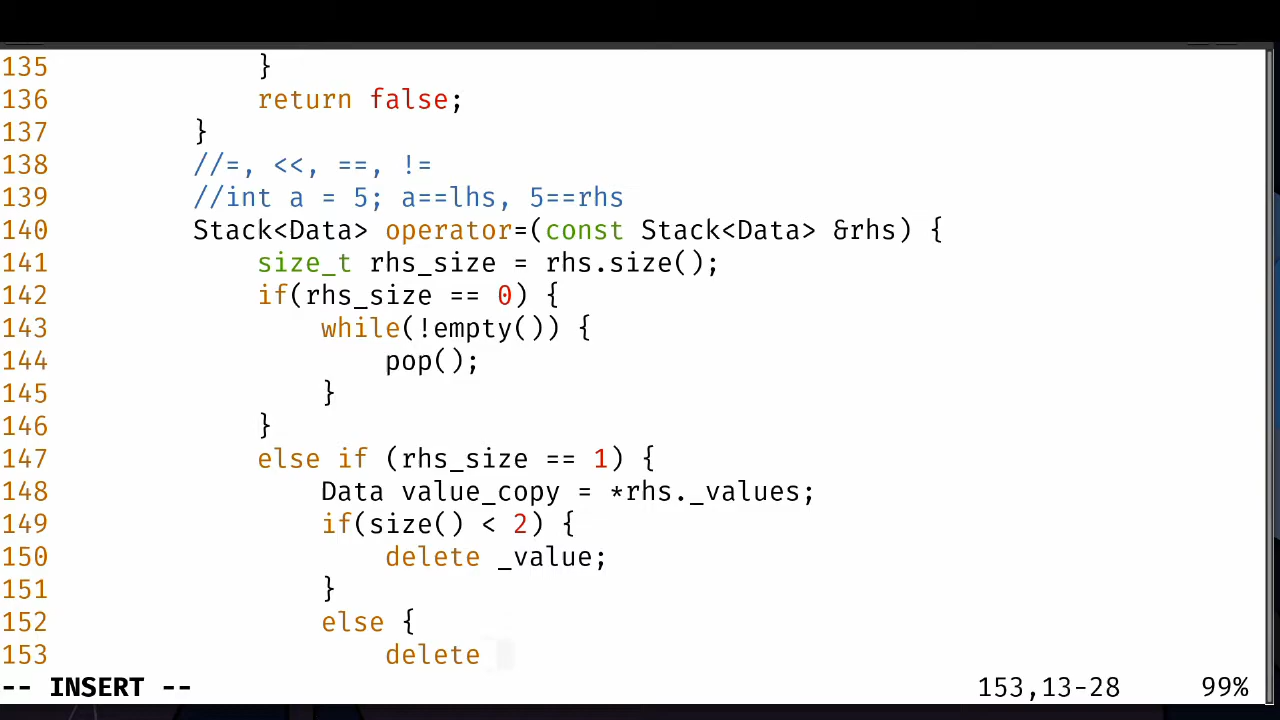 135             }
136             return false;
137         }
138         //=, <<, ==, !=
139         //int a = 5; a==lhs, 5==rhs
140         Stack<Data> operator=(const Stack<Data> &rhs) {
141             size_t rhs_size = rhs.size();
142             if(rhs_size == 0) {
143                 while(!empty()) {
144                     pop();
145                 }
146             }
147             else if (rhs_size == 1) {
148                 Data value_copy = *rhs._values;
149                 if(size() < 2) {
150                     delete _value;
151                 }
152                 else {
153                     delete
-- INSERT -- 153,13-28 99%